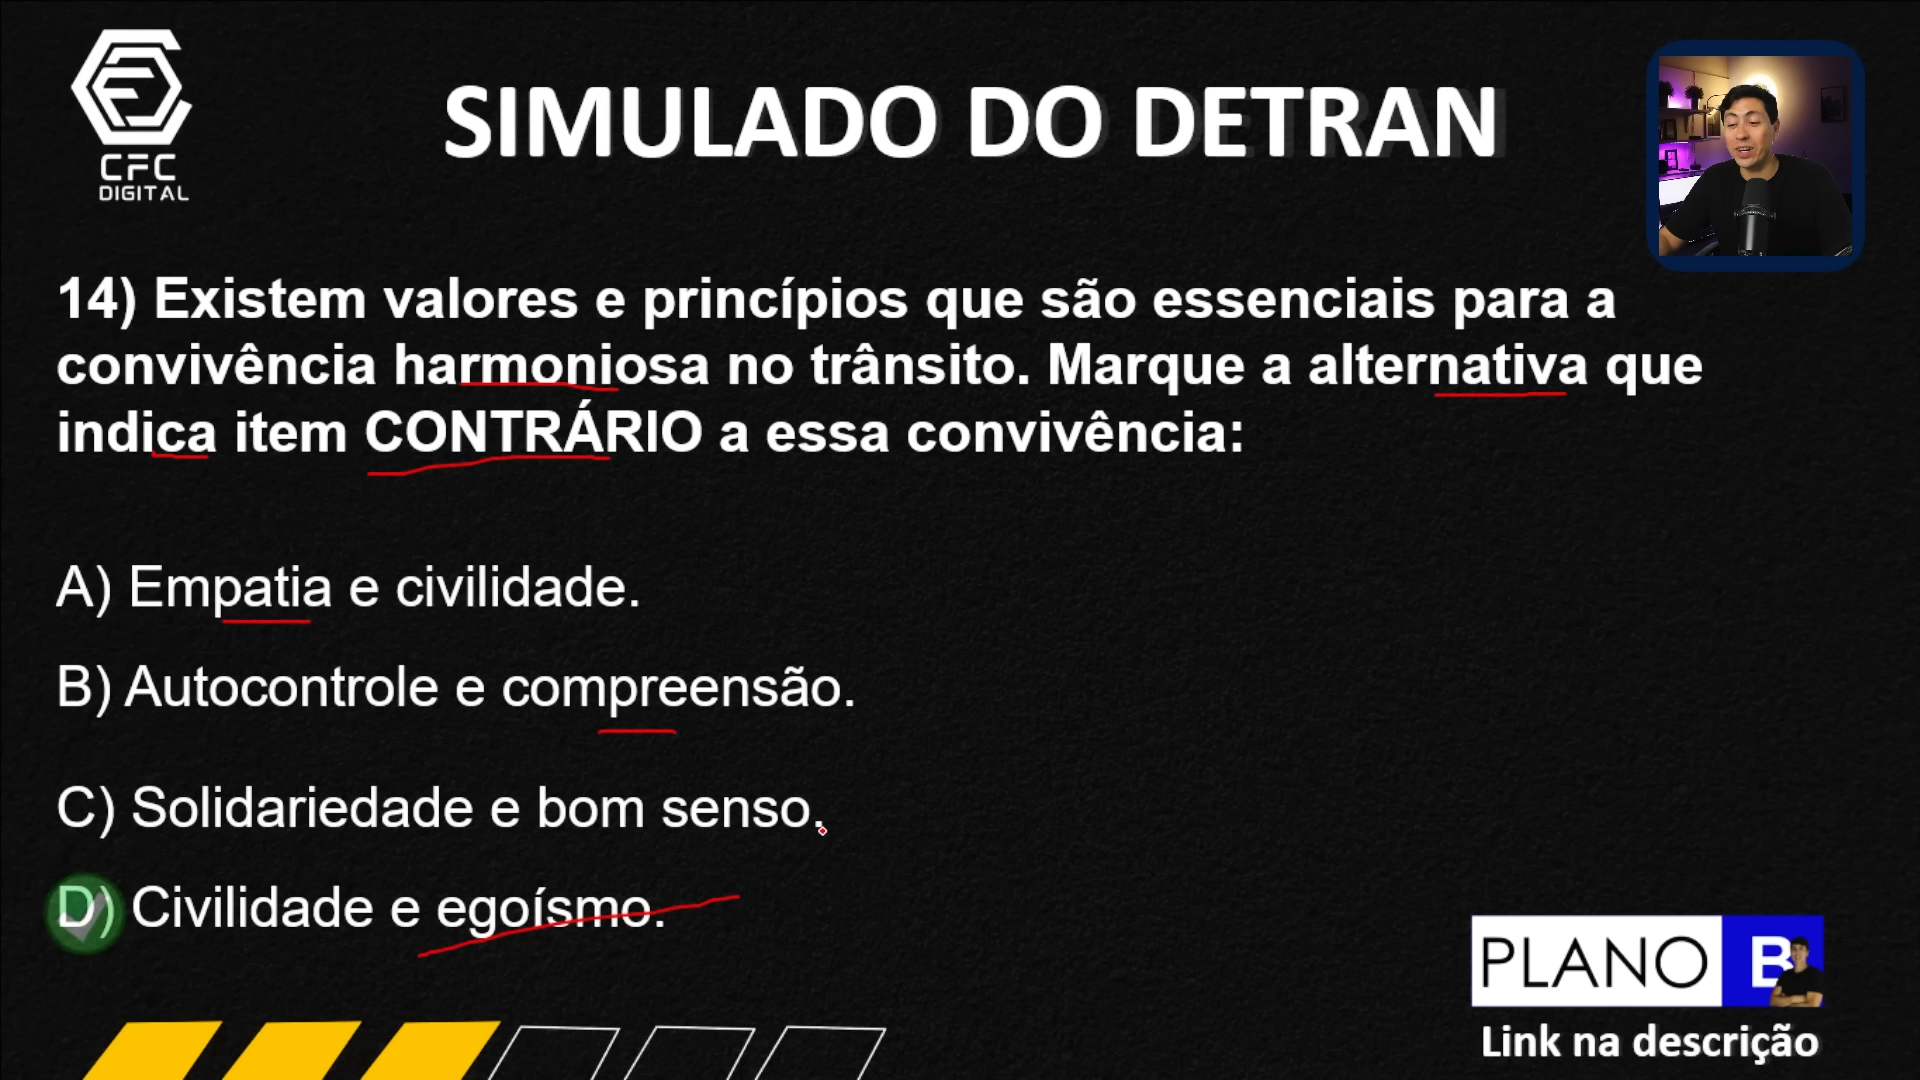 CFC
DIGITAL
SIMULADO DO DETRAN
14) Existem valores e princípios que são essenciais para a
convivência harmoniosa no trânsito. Marque a alternativa que
indica item CONTRÁRIO a essa convivência:
A) Empatia e civilidade.
B) Autocontrole e compreensão.
C) Solidariedade e bom senso.
D) Civilidade e egoísmo.
PLANO B
Link na descrição